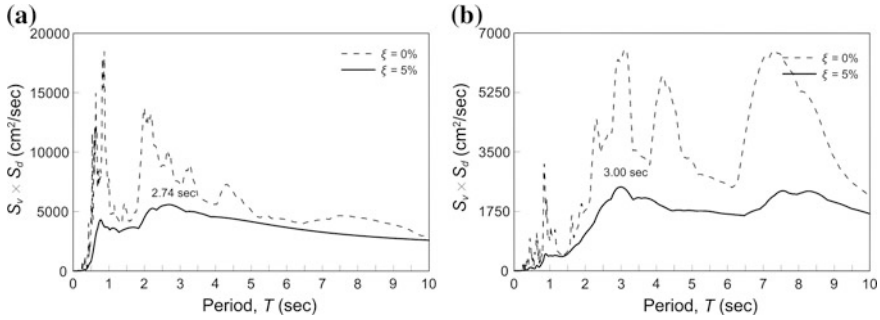 (a)
20000
15000
10000
5000
0
Sv × Sd (cm²/sec)
ξ = 0%
ξ = 5%
2.74 sec
0 1 2 3 4 5 6 7 8 9 10
Period, T (sec)
(b)
7000
5250
3500
1750
0
Sv × Sd (cm²/sec)
ξ = 0%
ξ = 5%
3.00 sec
0 1 2 3 4 5 6 7 8 9 10
Period, T (sec)